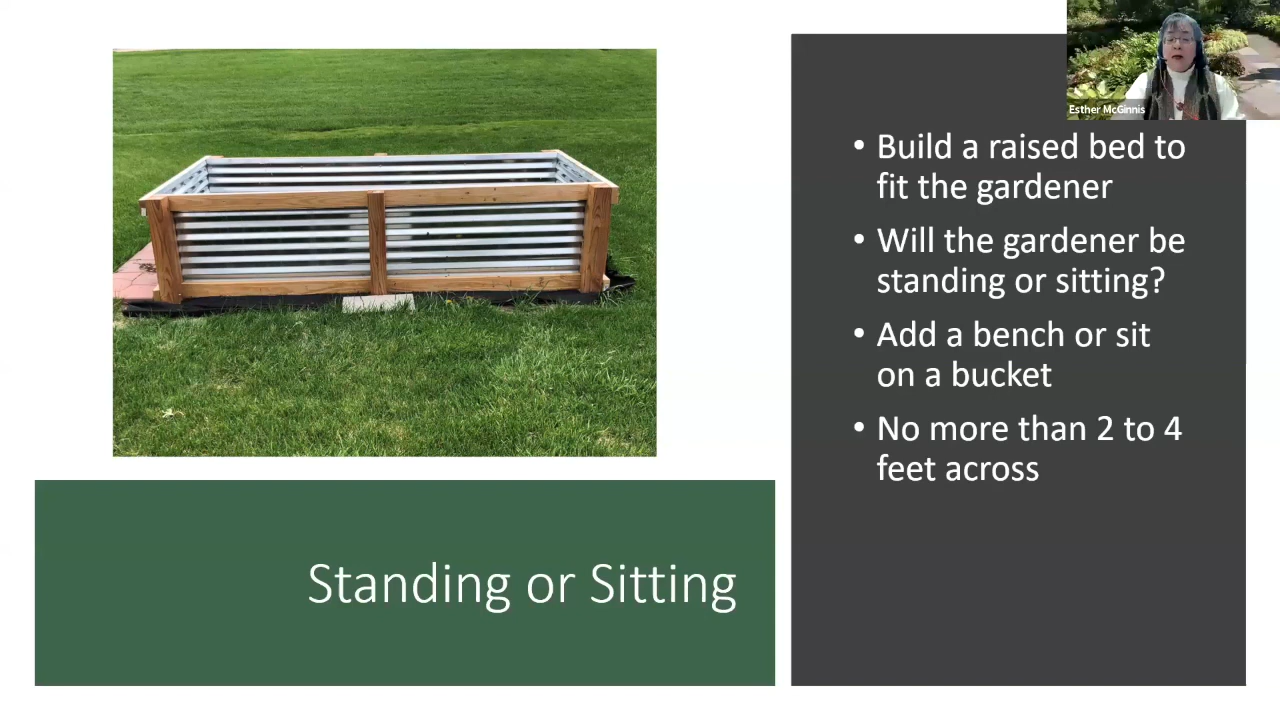 Esther McGinnis
• Build a raised bed to
fit the gardener
• Will the gardener be
standing or sitting?
• Add a bench or sit
on a bucket
• No more than 2 to 4
feet across
Standing or Sitting